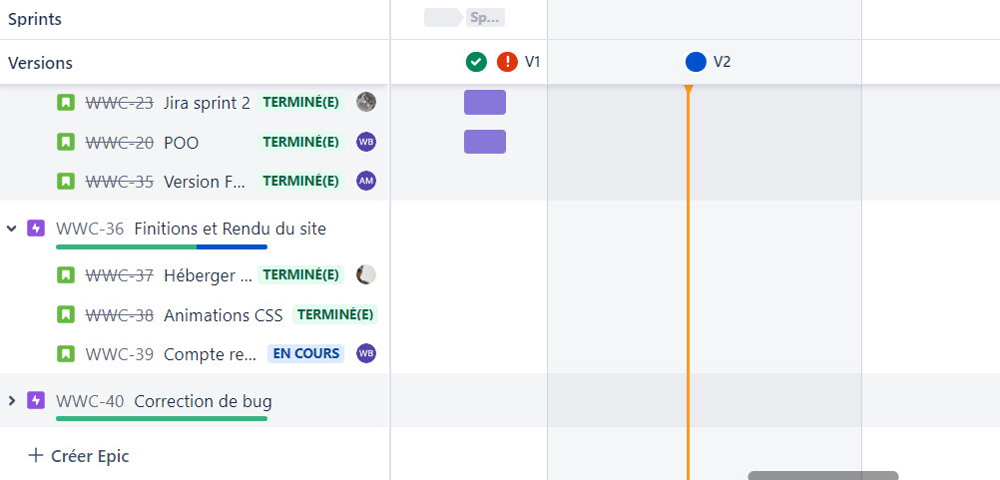 Sprints
Sp...
Versions
V1
V2
WWC-23 Jira sprint 2 TERMINÉ(E)
WWC-20 POO TERMINÉ(E) WB
WWC-35 Version F... TERMINÉ(E) AM
WWC-36 Finitions et Rendu du site
WWC-37 Héberger ... TERMINÉ(E)
WWC-38 Animations CSS TERMINÉ(E)
WWC-39 Compte re... EN COURS WB
WWC-40 Correction de bug
Créer Epic